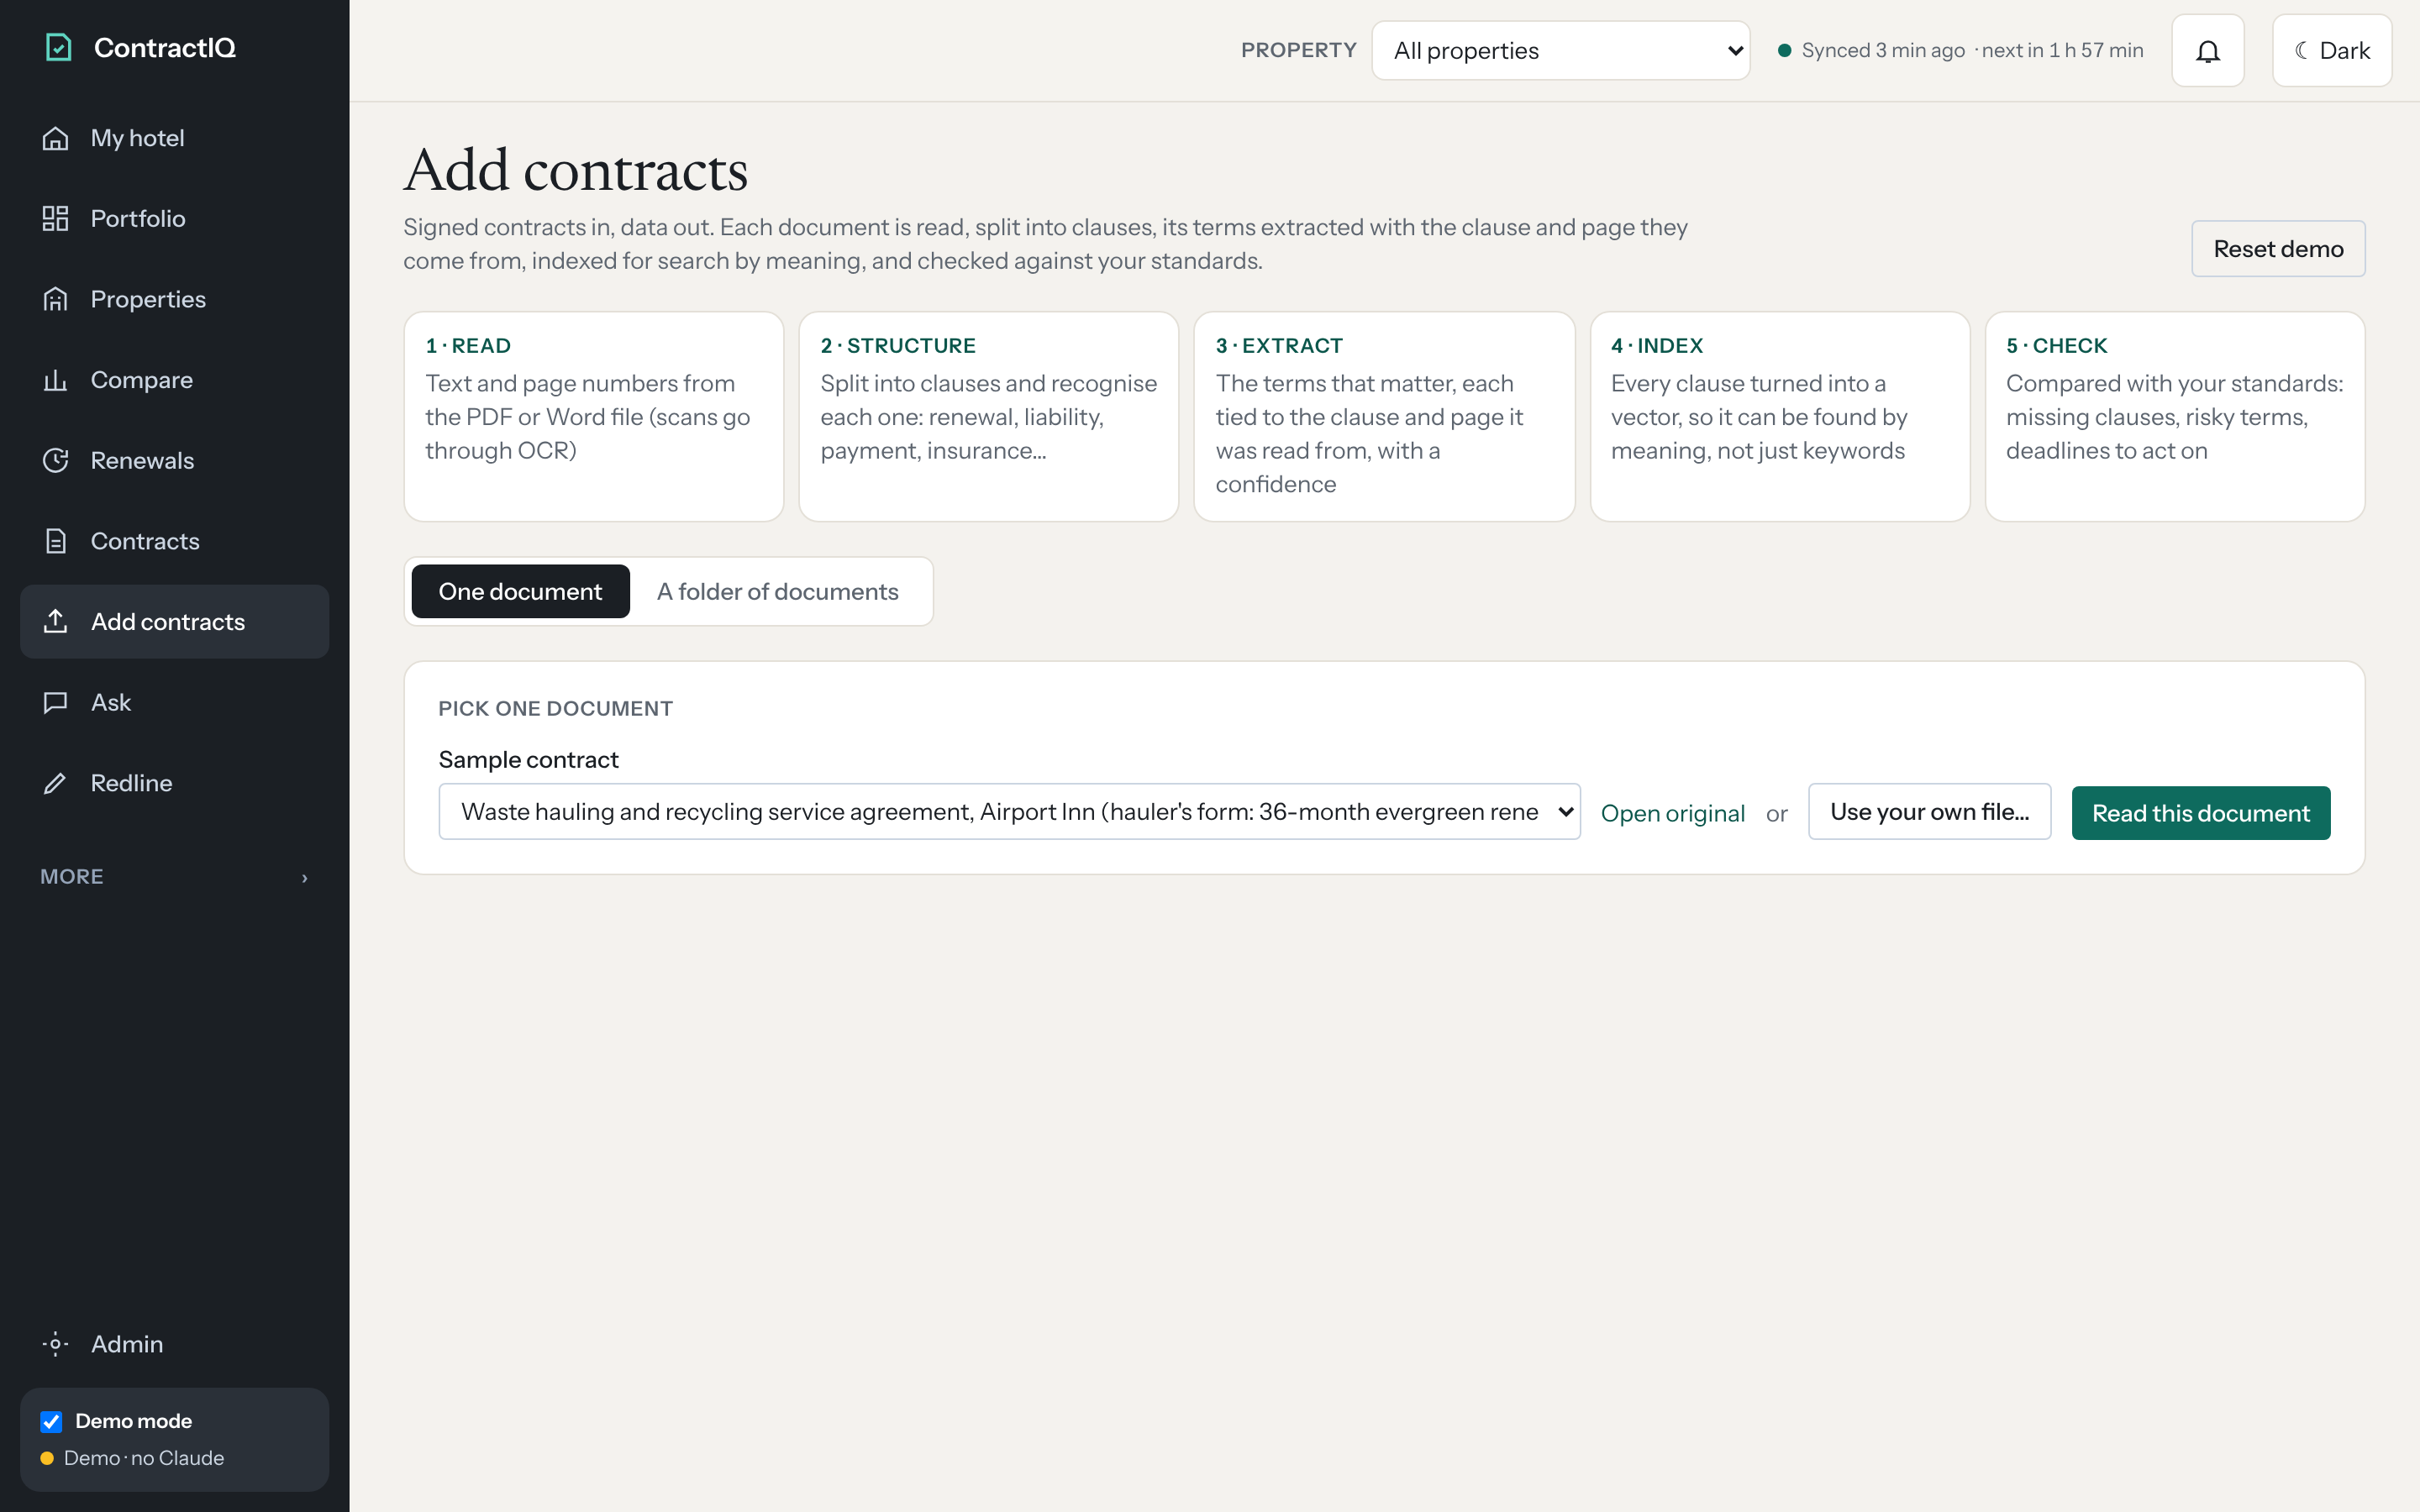 ContractIQ
My hotel
Portfolio
Properties
Compare
Renewals
Contracts
Add contracts
Ask
Redline
MORE ›
Admin
Demo mode
Demo · no Claude
PROPERTY
All properties
Synced 3 min ago · next in 1 h 57 min
Dark
Add contracts
Signed contracts in, data out. Each document is read, split into clauses, its terms extracted with the clause and page they
come from, indexed for search by meaning, and checked against your standards.
Reset demo
1 · READ
Text and page numbers from
the PDF or Word file (scans go
through OCR)
2 · STRUCTURE
Split into clauses and recognise
each one: renewal, liability,
payment, insurance...
3 · EXTRACT
The terms that matter, each
tied to the clause and page it
was read from, with a
confidence
4 · INDEX
Every clause turned into a
vector, so it can be found by
meaning, not just keywords
5 · CHECK
Compared with your standards:
missing clauses, risky terms,
deadlines to act on
One document
A folder of documents
PICK ONE DOCUMENT
Sample contract
Waste hauling and recycling service agreement, Airport Inn (hauler's form: 36-month evergreen rene
Open original
or
Use your own file...
Read this document